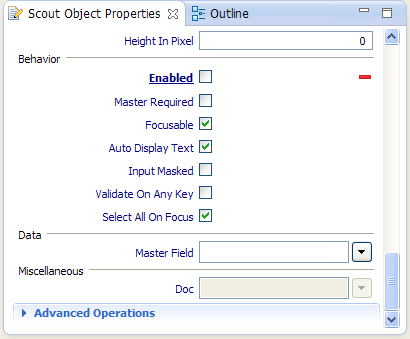 Scout Object Properties Outline
Height In Pixel 0
Behavior
Enabled
Master Required
Focusable
Auto Display Text
Input Masked
Validate On Any Key
Select All On Focus
Data
Master Field
Miscellaneous
Doc
Advanced Operations